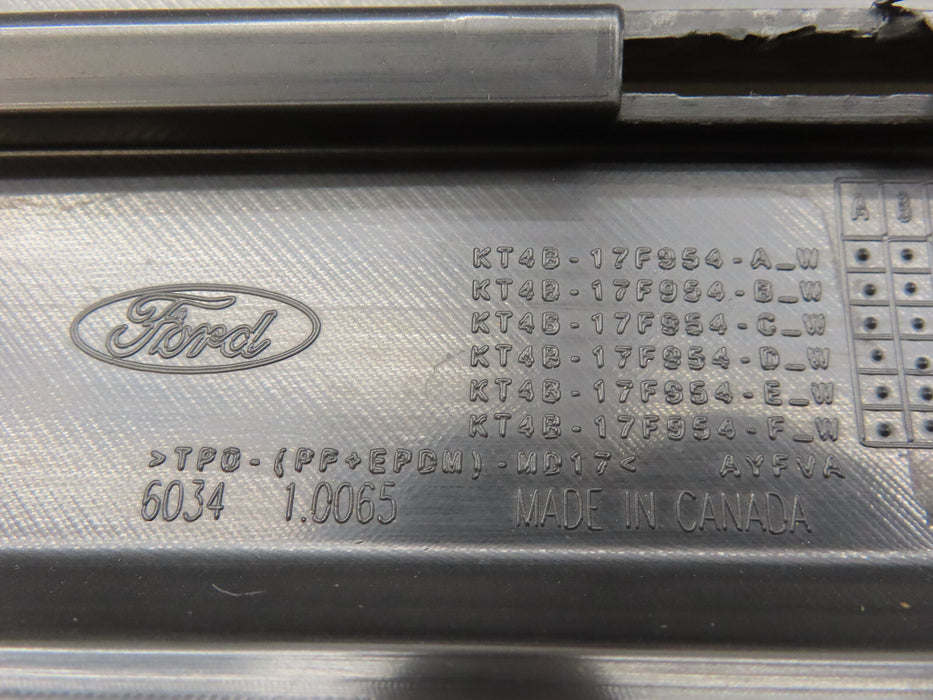 A B
KT4B-17F954-A_W
KT4B-17F954-B_W
KT4B-17F954-C_W
Ford
KT4B-17F954-D_W
KT4B-17F954-E_W
KT4B-17F954-F_W
>TPO-(PF+EPDM)-MD17< AYFVA
6034 1.0065 MADE IN CANADA